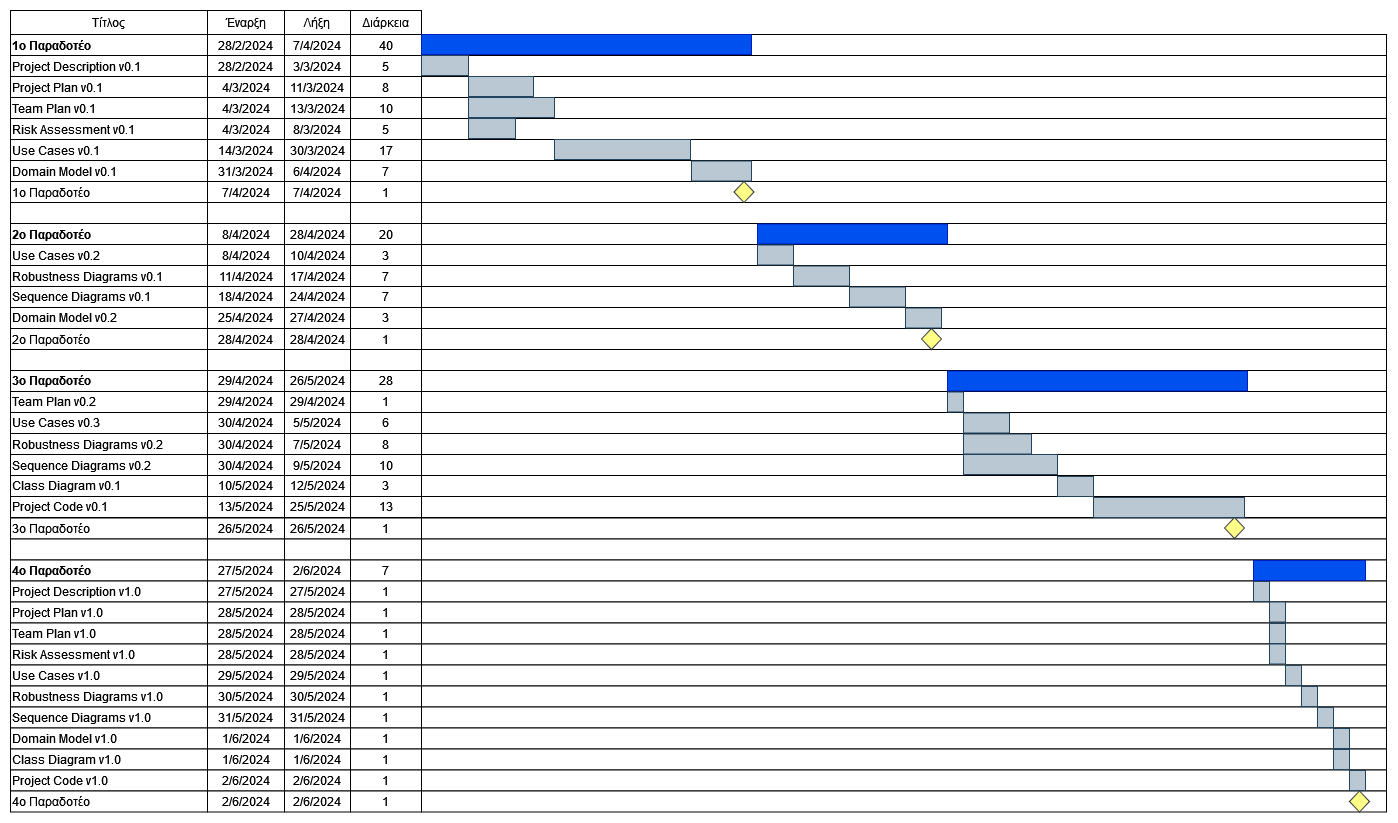 Τίτλος Έναρξη Λήξη Διάρκεια
1ο Παραδοτέο 28/2/2024 7/4/2024 40
Project Description v0.1 28/2/2024 3/3/2024 5
Project Plan v0.1 4/3/2024 11/3/2024 8
Team Plan v0.1 4/3/2024 13/3/2024 10
Risk Assessment v0.1 4/3/2024 8/3/2024 5
Use Cases v0.1 14/3/2024 30/3/2024 17
Domain Model v0.1 31/3/2024 6/4/2024 7
1ο Παραδοτέο 7/4/2024 7/4/2024 1
2ο Παραδοτέο 8/4/2024 28/4/2024 20
Use Cases v0.2 8/4/2024 10/4/2024 3
Robustness Diagrams v0.1 11/4/2024 17/4/2024 7
Sequence Diagrams v0.1 18/4/2024 24/4/2024 7
Domain Model v0.2 25/4/2024 27/4/2024 3
2ο Παραδοτέο 28/4/2024 28/4/2024 1
3ο Παραδοτέο 29/4/2024 26/5/2024 28
Team Plan v0.2 29/4/2024 29/4/2024 1
Use Cases v0.3 30/4/2024 5/5/2024 6
Robustness Diagrams v0.2 30/4/2024 7/5/2024 8
Sequence Diagrams v0.2 30/4/2024 9/5/2024 10
Class Diagram v0.1 10/5/2024 12/5/2024 3
Project Code v0.1 13/5/2024 25/5/2024 13
3ο Παραδοτέο 26/5/2024 26/5/2024 1
4ο Παραδοτέο 27/5/2024 2/6/2024 7
Project Description v1.0 27/5/2024 27/5/2024 1
Project Plan v1.0 28/5/2024 28/5/2024 1
Team Plan v1.0 28/5/2024 28/5/2024 1
Risk Assessment v1.0 28/5/2024 28/5/2024 1
Use Cases v1.0 29/5/2024 29/5/2024 1
Robustness Diagrams v1.0 30/5/2024 30/5/2024 1
Sequence Diagrams v1.0 31/5/2024 31/5/2024 1
Domain Model v1.0 1/6/2024 1/6/2024 1
Class Diagram v1.0 1/6/2024 1/6/2024 1
Project Code v1.0 2/6/2024 2/6/2024 1
4ο Παραδοτέο 2/6/2024 2/6/2024 1